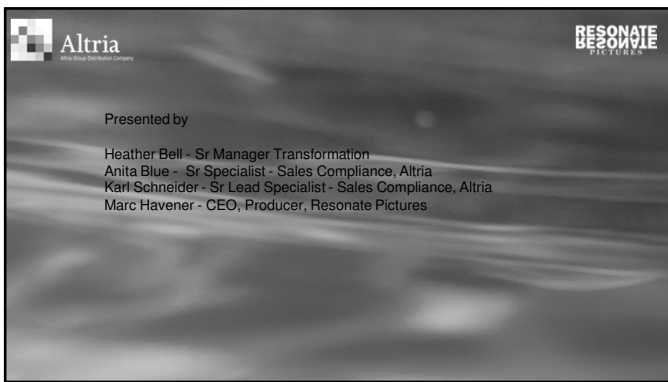 Altria
Altria Group Distribution Company
RESONATE
RESONATE
PICTURES
Presented by
Heather Bell - Sr Manager Transformation
Anita Blue - Sr Specialist - Sales Compliance, Altria
Karl Schneider - Sr Lead Specialist - Sales Compliance, Altria
Marc Havener - CEO, Producer, Resonate Pictures